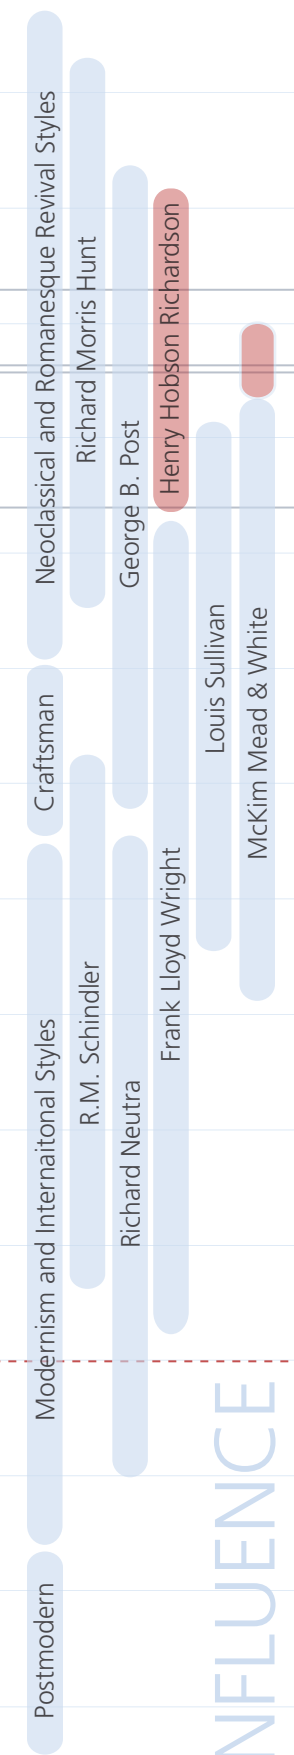 Neoclassical and Romanesque Revival Styles
Craftsman
Modernism and Internaitonal Styles
Postmodern
Richard Morris Hunt
R.M. Schindler
George B. Post
Richard Neutra
Henry Hobson Richardson
Frank Lloyd Wright
Louis Sullivan
McKim Mead & White
NFLUENCE